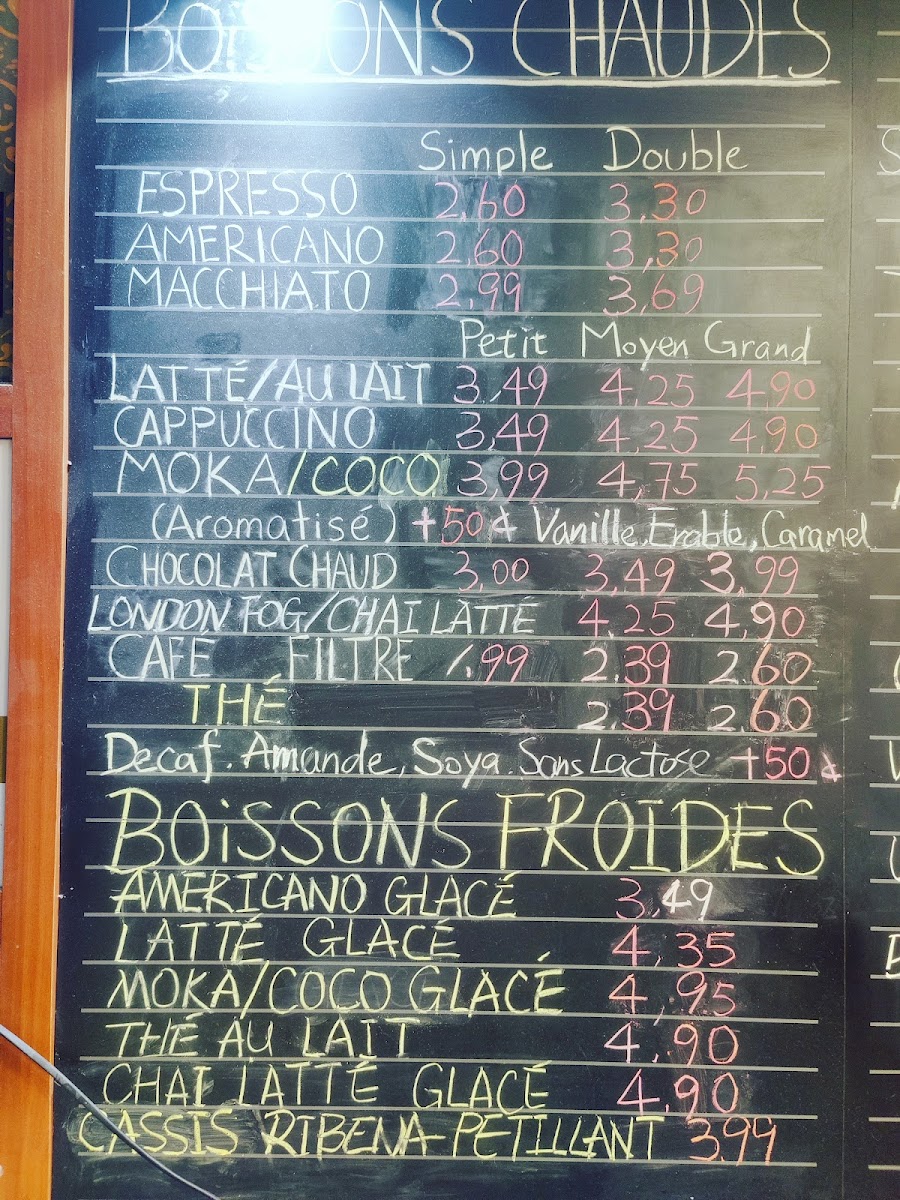 BOISSONS CHAUDES
Simple Double
ESPRESSO 2,60 3,30
AMERICANO 2,60 3,30
MACCHIATO 2,99 3,69
Petit Moyen Grand
LATTÉ/AU LAIT 3,49 4,25 4,90
CAPPUCCINO 3,49 4,25 4,90
MOKA/COCO 3,99 4,75 5,25
(Aromatisé) +50¢ Vanille, Erable, Caramel
CHOCOLAT CHAUD 3,00 3,49 3,99
LONDON FOG/CHAI LATTÉ 4,25 4,90
CAFÉ FILTRE 1.99 2.39 2.60
THÉ 2.39 2.60
Decaf. Amande, Soya. Sans Lactose +50 ¢
BOiSSONS FROIDES
AMERICANO GLACÉ 3,49
LATTÉ GLACÉ 4,35
MOKA/COCO GLACÉ 4,95
THÉ AU LAIT 4,90
CHAI LATTÉ GLACÉ 4,90
CASSIS RIBENA-PÉTILLANT 3.99